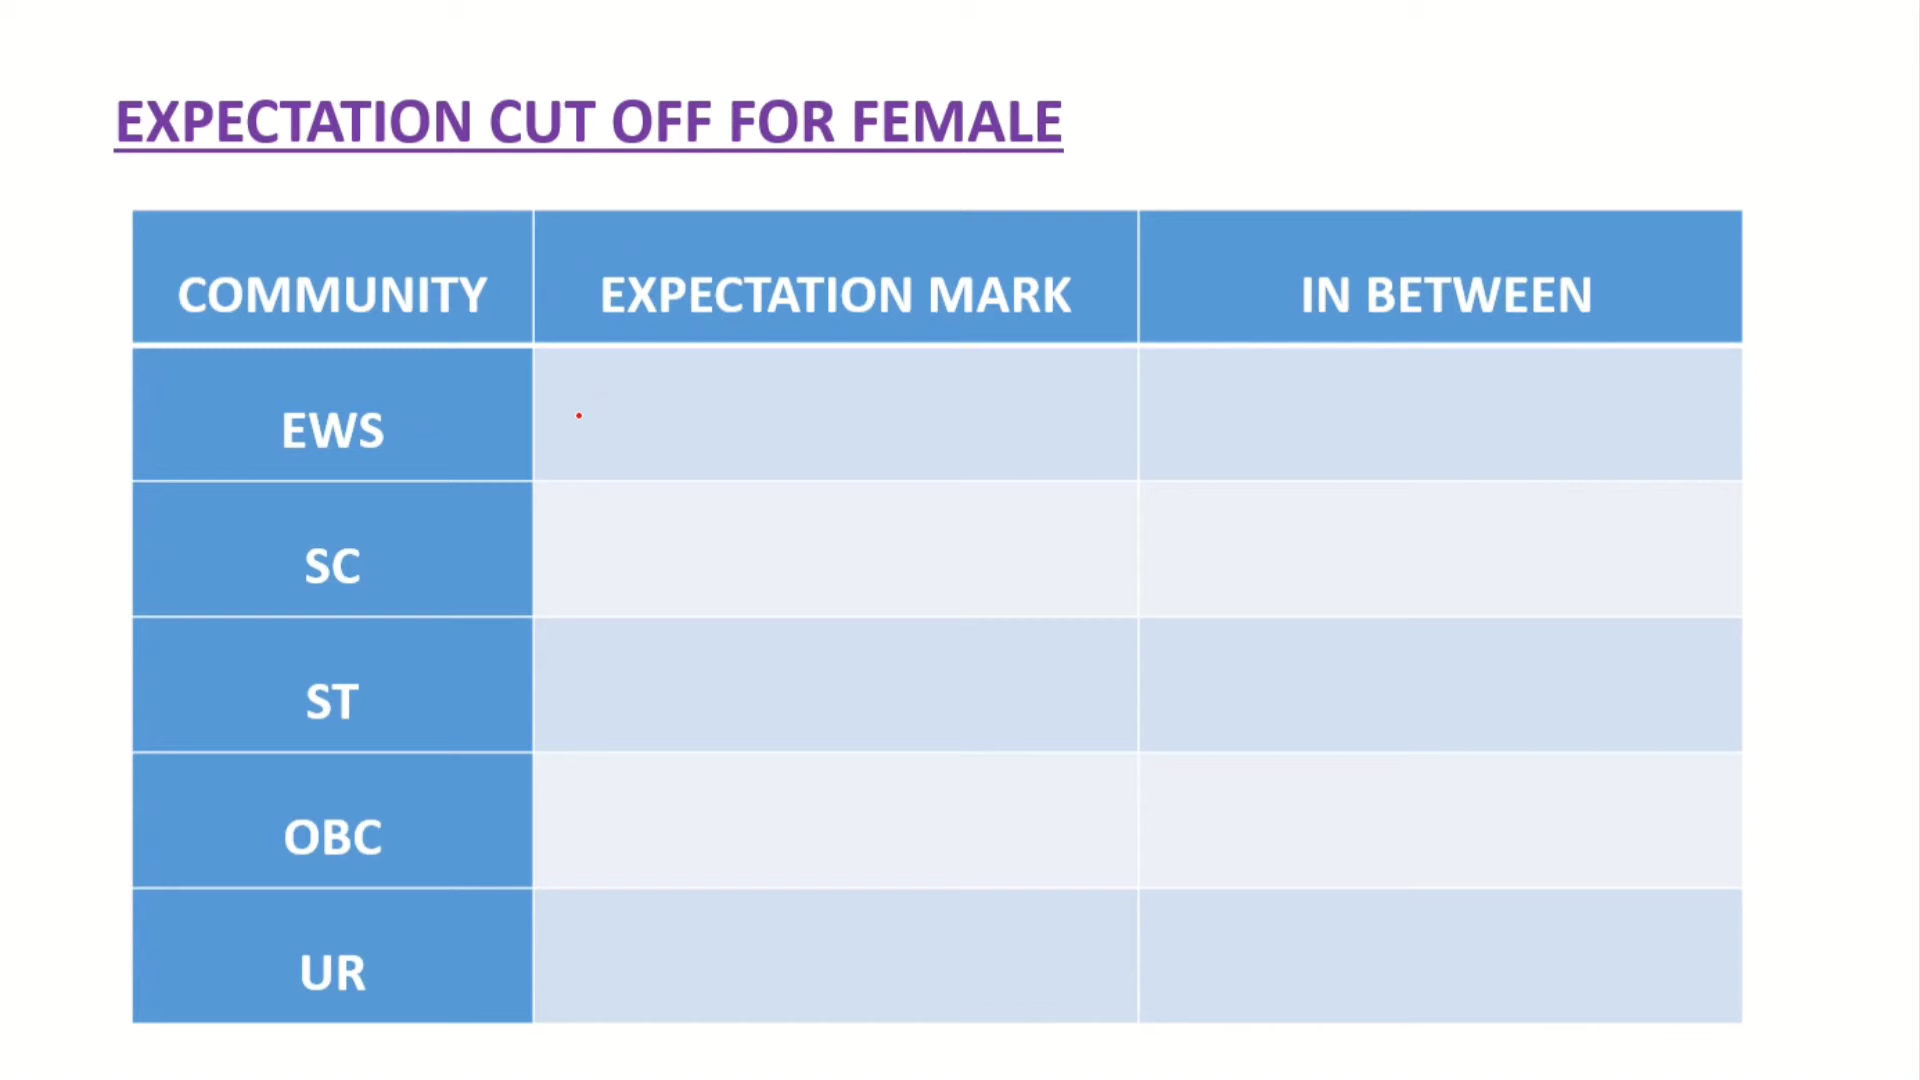 EXPECTATION CUT OFF FOR FEMALE
COMMUNITY EXPECTATION MARK IN BETWEEN
EWS
SC
ST
OBC
UR